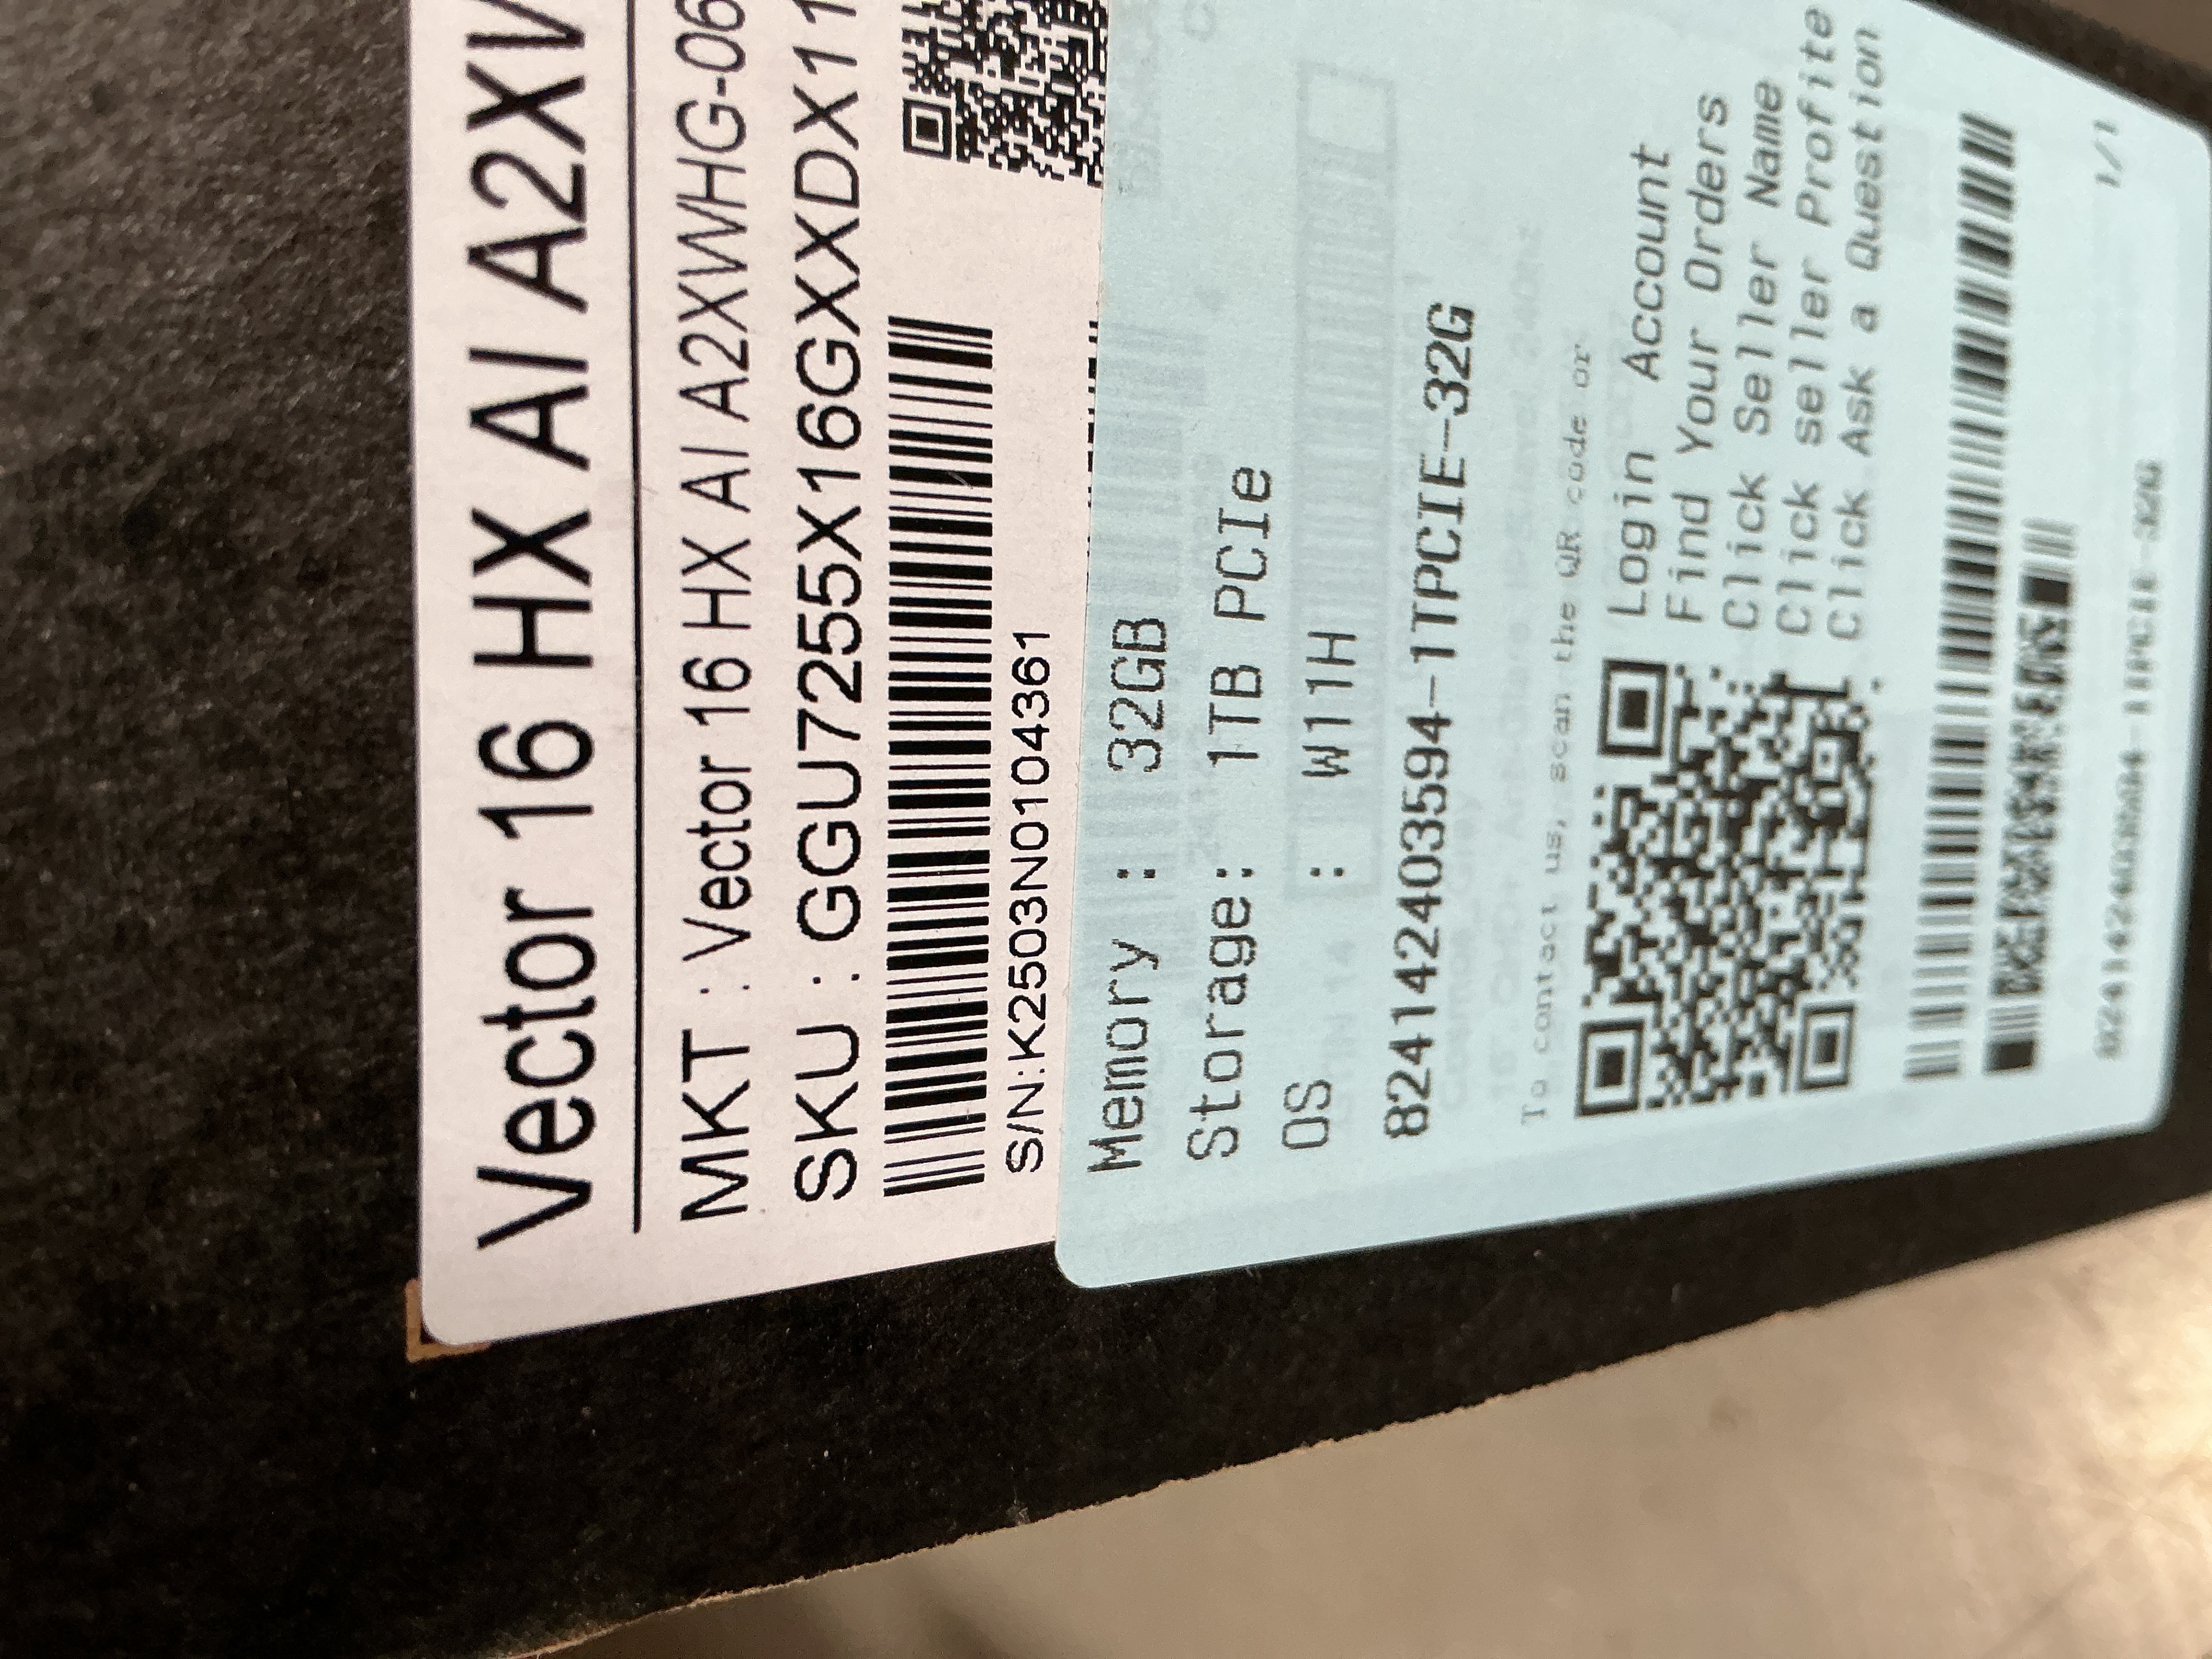 Vector 16 HX AI A2XW
MKT : Vector 16 HX AI A2XWHG-06
SKU : GGU7255X16GXXDX11
S/N:K2503N0104361
Memory : 32GB
Storage: 1TB PCIe
OS : W11H
824142403594-1TPCIE-32G
To contact us, scan the QR code or
Login Account
Find Your Orders
Click Seller Name
Click seller Profite
Click Ask a Question
1/1